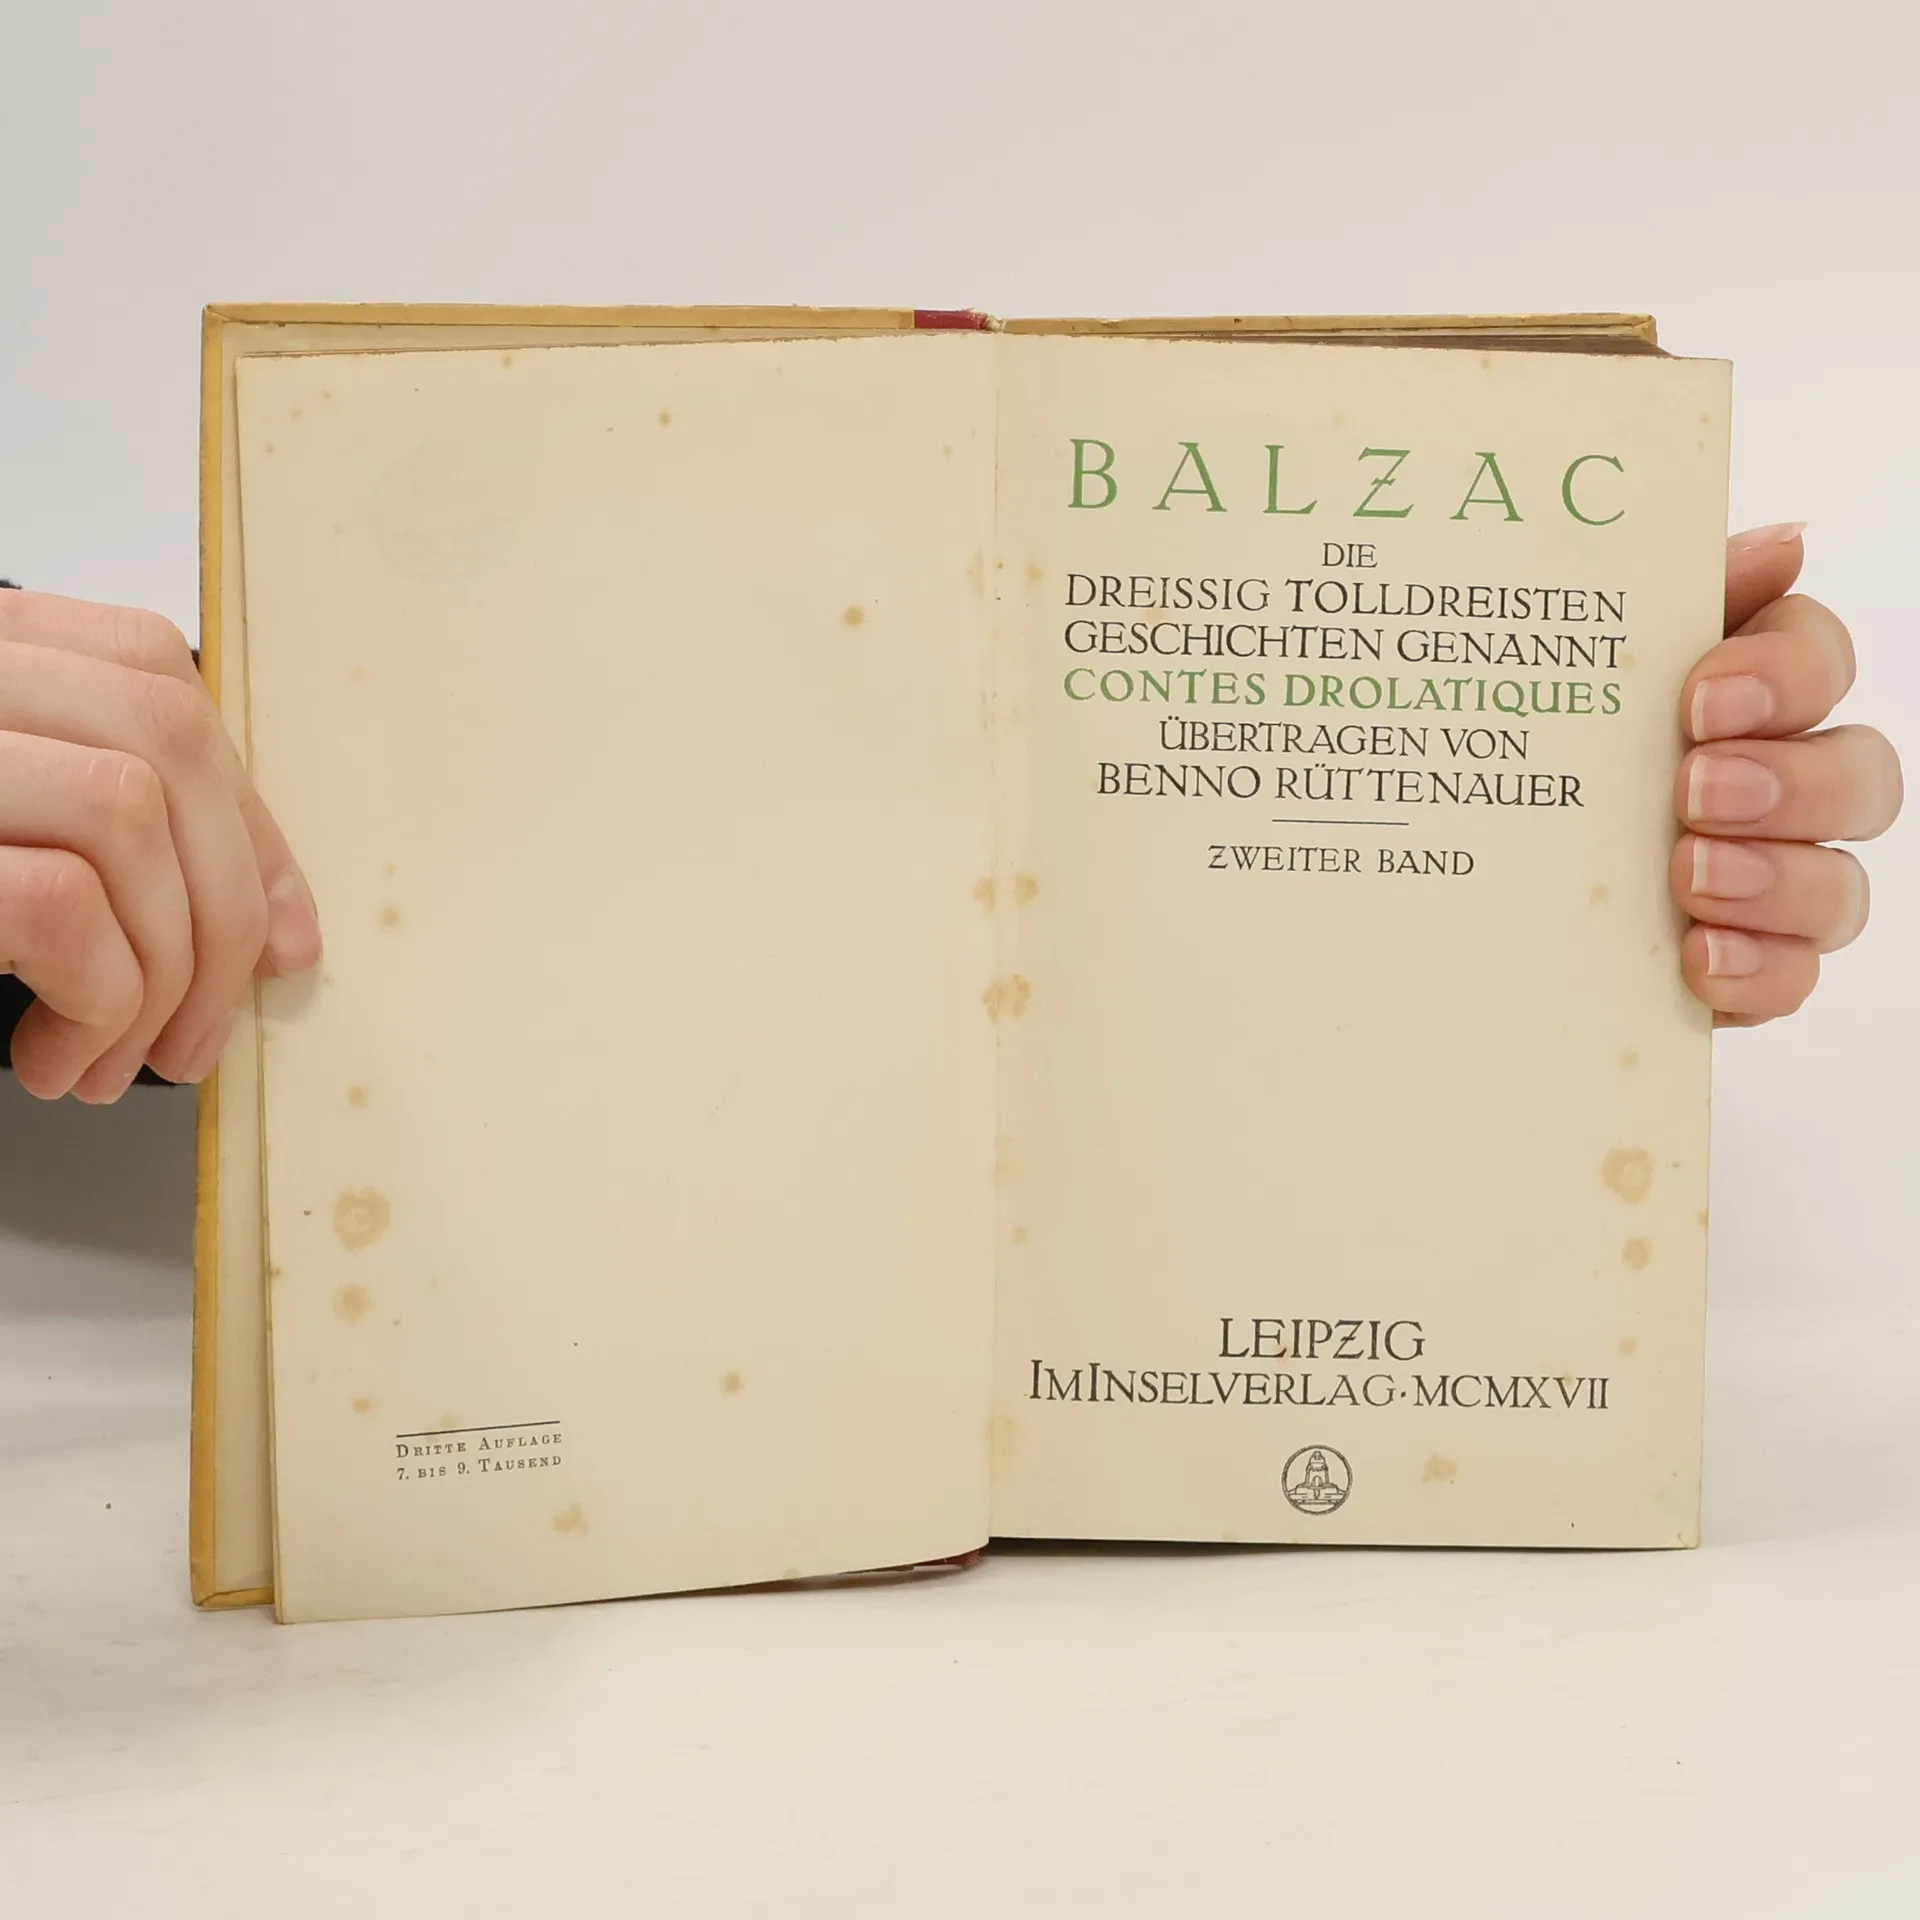 DRITTE AUFLAGE
7. BIS 9. TAUSEND
BALZAC
DIE
DREISSIG TOLLDREISTEN
GESCHICHTEN GENANNT
CONTES DROLATIQUES
ÜBERTRAGEN VON
BENNO RÜTTENAUER
ZWEITER BAND
LEIPZIG
IM INSELVERLAG·MCMXVII